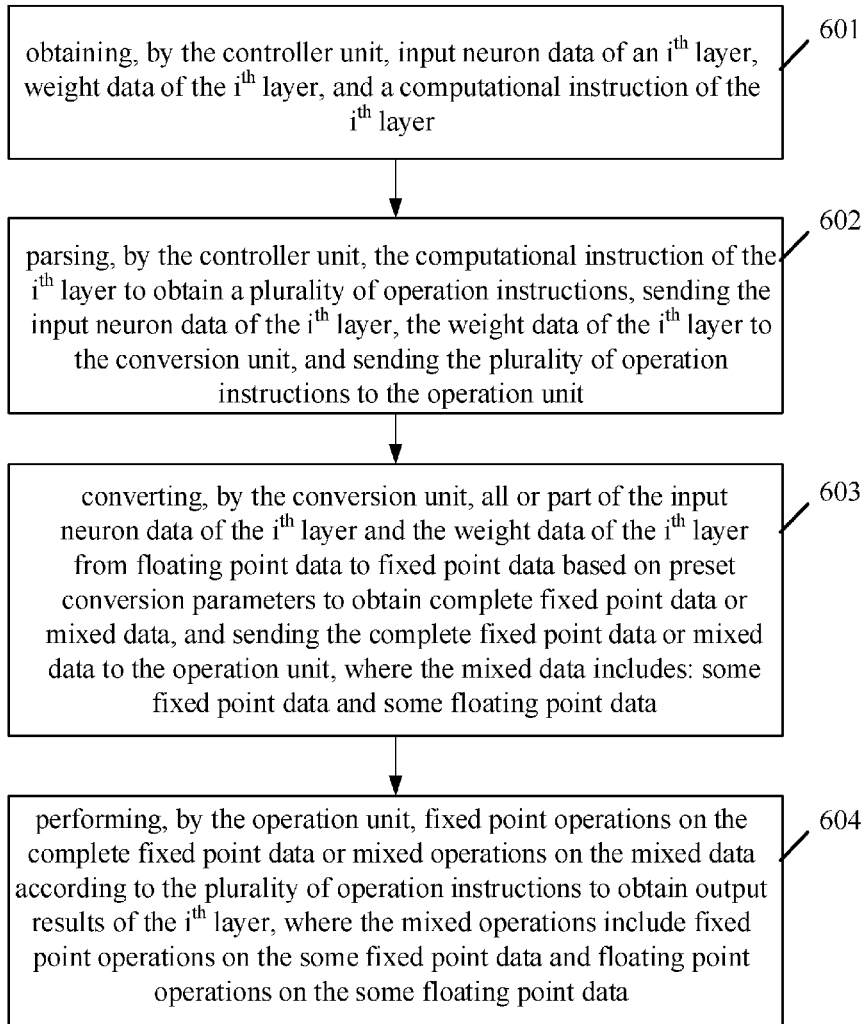 601
obtaining, by the controller unit, input neuron data of an i^th layer,
weight data of the i^th layer, and a computational instruction of the
i^th layer
602
parsing, by the controller unit, the computational instruction of the
i^th layer to obtain a plurality of operation instructions, sending the
input neuron data of the i^th layer, the weight data of the i^th layer to
the conversion unit, and sending the plurality of operation
instructions to the operation unit
603
converting, by the conversion unit, all or part of the input
neuron data of the i^th layer and the weight data of the i^th layer
from floating point data to fixed point data based on preset
conversion parameters to obtain complete fixed point data or
mixed data, and sending the complete fixed point data or mixed
data to the operation unit, where the mixed data includes: some
fixed point data and some floating point data
604
performing, by the operation unit, fixed point operations on the
complete fixed point data or mixed operations on the mixed data
according to the plurality of operation instructions to obtain output
results of the i^th layer, where the mixed operations include fixed
point operations on the some fixed point data and floating point
operations on the some floating point data